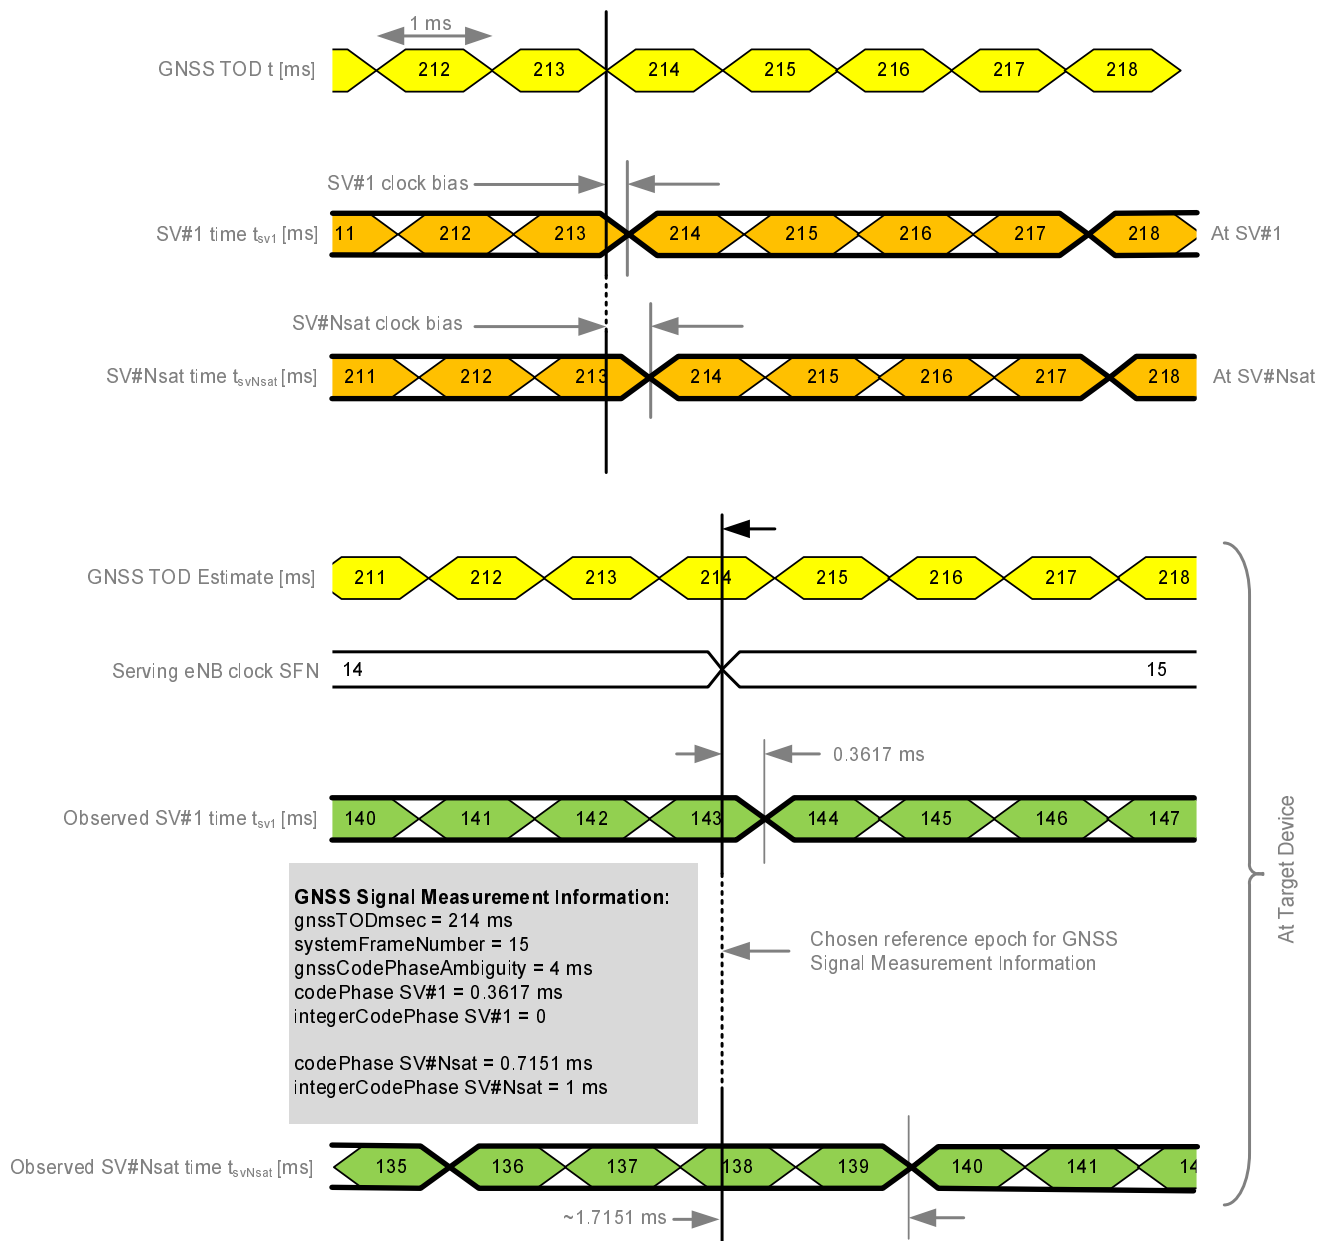 1 ms
GNSS TOD t [ms] 212 213 214 215 216 217 218
SV#1 clock bias
SV#1 time tsv1 [ms] 11 212 213 214 215 216 217 218 At SV#1
SV#Nsat clock bias
SV#Nsat time tsvNsat [ms] 211 212 213 214 215 216 217 218 At SV#Nsat
GNSS TOD Estimate [ms] 211 212 213 214 215 216 217 218
Serving eNB clock SFN 14 15
0.3617 ms
Observed SV#1 time tsv1 [ms] 140 141 142 143 144 145 146 147
At Target Device
GNSS Signal Measurement Information:
gnssTODmsec = 214 ms
systemFrameNumber = 15
gnssCodePhaseAmbiguity = 4 ms
codePhase SV#1 = 0.3617 ms
integerCodePhase SV#1 = 0
codePhase SV#Nsat = 0.7151 ms
integerCodePhase SV#Nsat = 1 ms
Chosen reference epoch for GNSS
Signal Measurement Information
Observed SV#Nsat time tsvNsat [ms] 135 136 137 138 139 140 141 14
~1.7151 ms